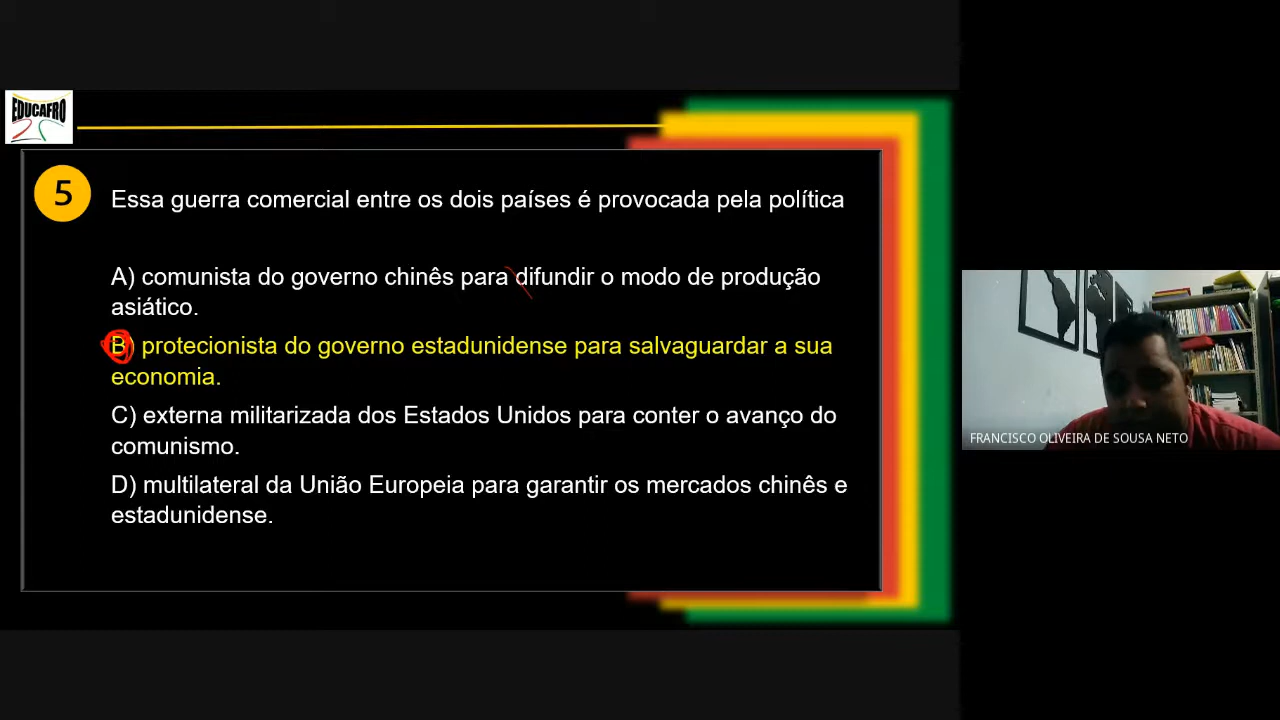 EDUCAFRO
5
Essa guerra comercial entre os dois países é provocada pela política
A) comunista do governo chinês para difundir o modo de produção
asiático.
B) protecionista do governo estadunidense para salvaguardar a sua
economia.
C) externa militarizada dos Estados Unidos para conter o avanço do
comunismo.
D) multilateral da União Europeia para garantir os mercados chinês e
estadunidense.
FRANCISCO OLIVEIRA DE SOUSA NETO